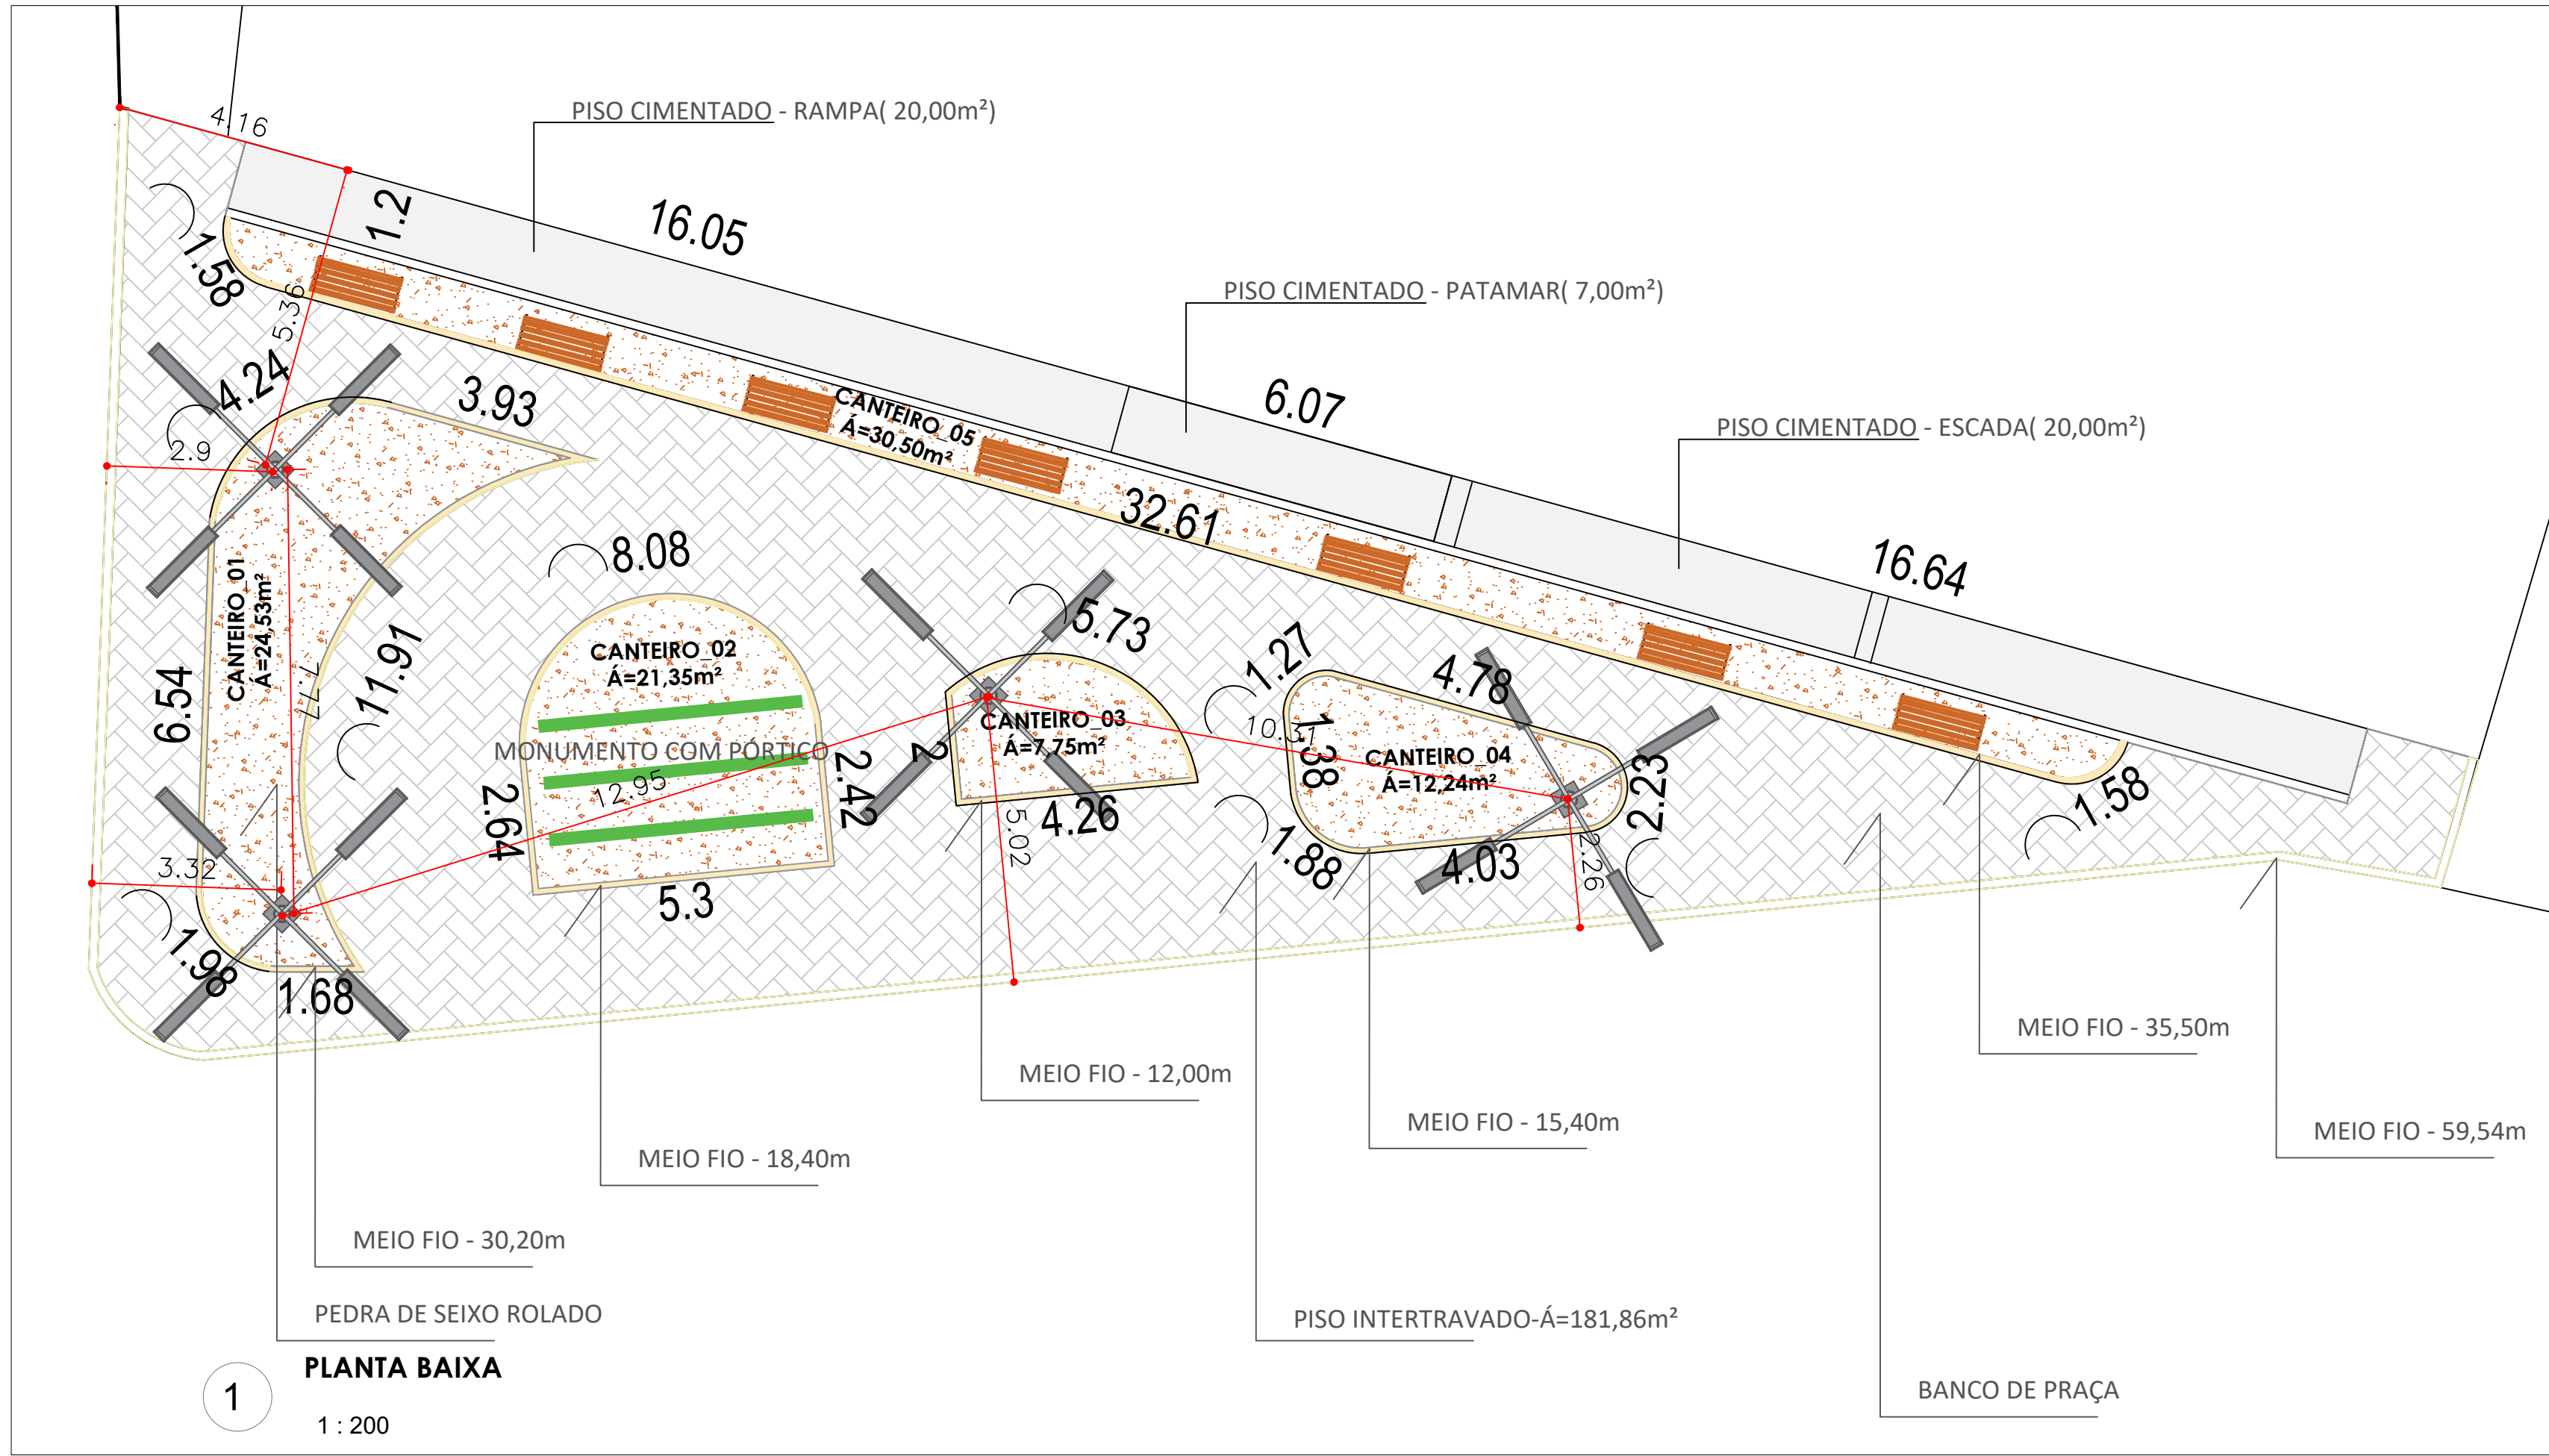 4.16
PISO CIMENTADO - RAMPA( 20,00m²)
1.2
16.05
1.58
5.36
PISO CIMENTADO - PATAMAR( 7,00m²)
6.07
PISO CIMENTADO - ESCADA( 20,00m²)
16.64
4.24
3.93
2.9
CANTEIRO_05
Á=30,50m²
32.61
8.08
CANTEIRO_01
Á=24,53m²
6.54
7.77
11.91
CANTEIRO_02
Á=21,35m²
MONUMENTO COM PÓRTICO
12.95
2.64
2.42
5.3
5.73
2
CANTEIRO_03
Á=7,75m²
4.26
5.02
1.27
4.78
10.31
1.38
CANTEIRO_04
Á=12,24m²
2.23
1.88
4.03
2.26
1.58
3.32
1.98
1.68
MEIO FIO - 35,50m
MEIO FIO - 12,00m
MEIO FIO - 15,40m
MEIO FIO - 59,54m
MEIO FIO - 18,40m
MEIO FIO - 30,20m
PEDRA DE SEIXO ROLADO
PISO INTERTRAVADO-Á=181,86m²
BANCO DE PRAÇA
1
PLANTA BAIXA
1 : 200